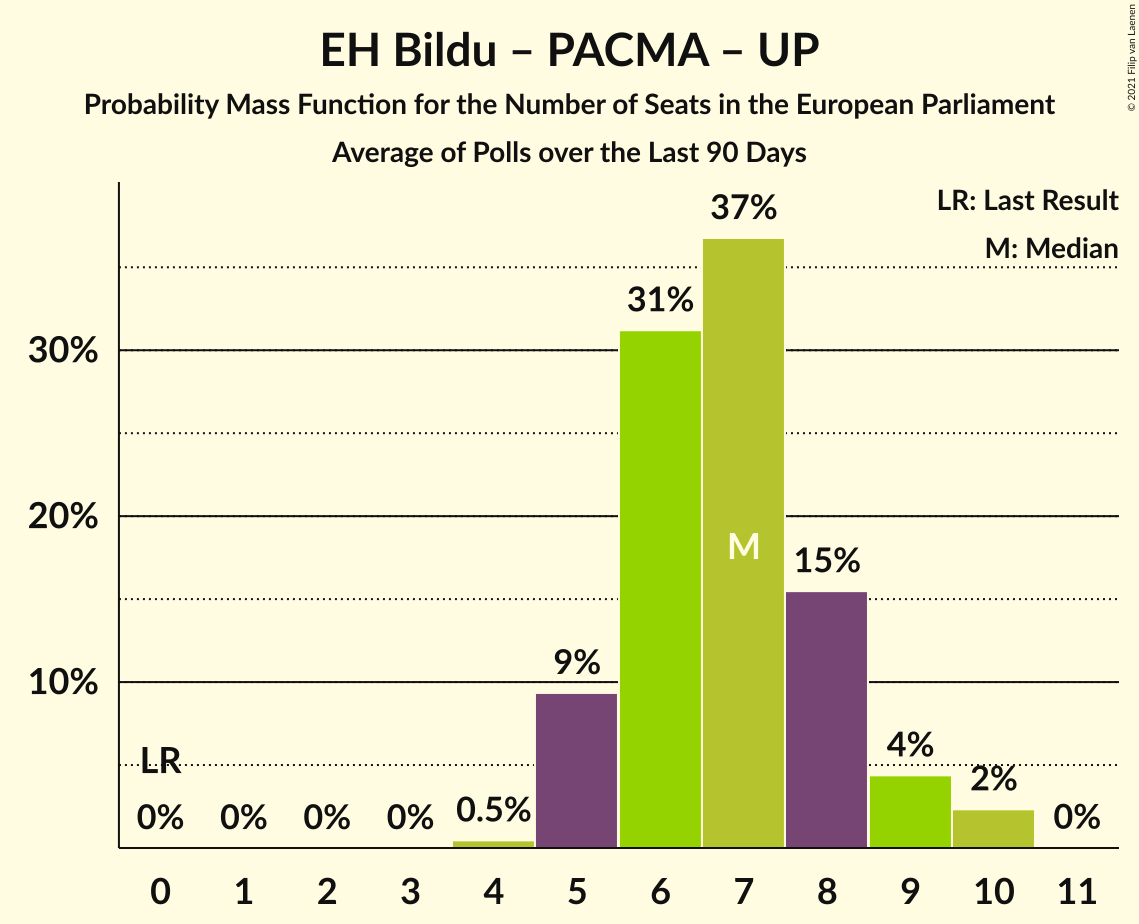 EH Bildu – PACMA – UP
Probability Mass Function for the Number of Seats in the European Parliament
Average of Polls over the Last 90 Days
© 2021 Filip van Laenen
LR: Last Result
M: Median
37%
31%
30%
20%
M
15%
9%
10%
LR
4%
2%
0% 0% 0% 0% 0.5% 0%
0 1 2 3 4 5 6 7 8 9 10 11